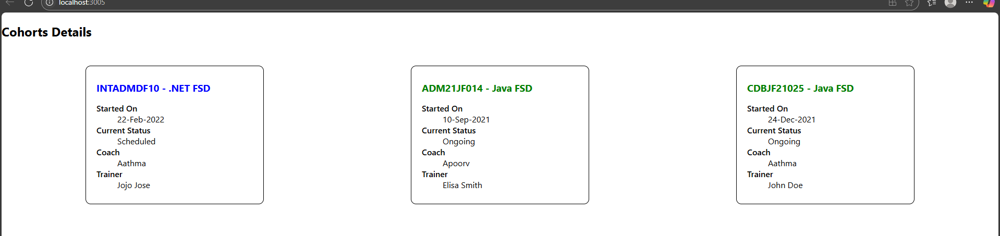 localhost:3005
Cohorts Details
INTADMDF10 - .NET FSD
Started On
22-Feb-2022
Current Status
Scheduled
Coach
Aathma
Trainer
Jojo Jose
ADM21JF014 - Java FSD
Started On
10-Sep-2021
Current Status
Ongoing
Coach
Apoorv
Trainer
Elisa Smith
CDBJF21025 - Java FSD
Started On
24-Dec-2021
Current Status
Ongoing
Coach
Aathma
Trainer
John Doe